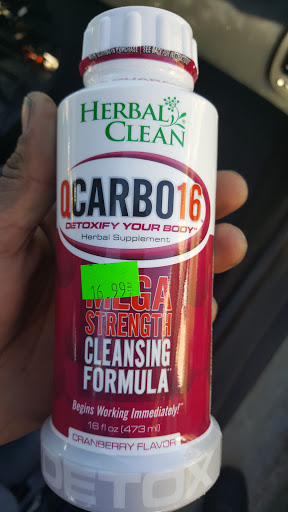 HERBAL
CLEAN
QCARBO16
DETOXIFY YOUR BODY™
Herbal Supplement
16.99
MEGA
STRENGTH
CLEANSING
FORMULA**
Begins Working Immediately!**
16 fl oz (473 ml)
CRANBERRY FLAVOR
DETOX